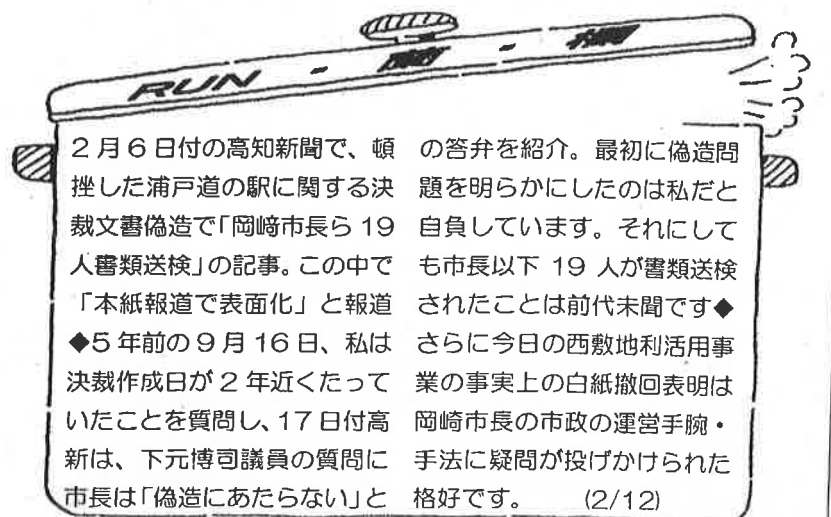 RUN -
２月６日付の高知新聞で、頓
挫した浦戸道の駅に関する決
裁文書偽造で「岡﨑市長ら19
人書類送検」の記事。この中で
「本紙報道で表面化」と報道
◆5年前の9月16日、私は
決裁作成日が２年近くたって
いたことを質問し、17日付高
新は、下元博司議員の質問に
市長は「偽造にあたらない」と
の答弁を紹介。最初に偽造問
題を明らかにしたのは私だと
自負しています。それにして
も市長以下 19 人が書類送検
されたことは前代未聞です◆
さらに今日の西敷地利活用事
業の事実上の白紙撤回表明は
岡崎市長の市政の運営手腕・
手法に疑問が投げかけられた
格好です。 (2/12)